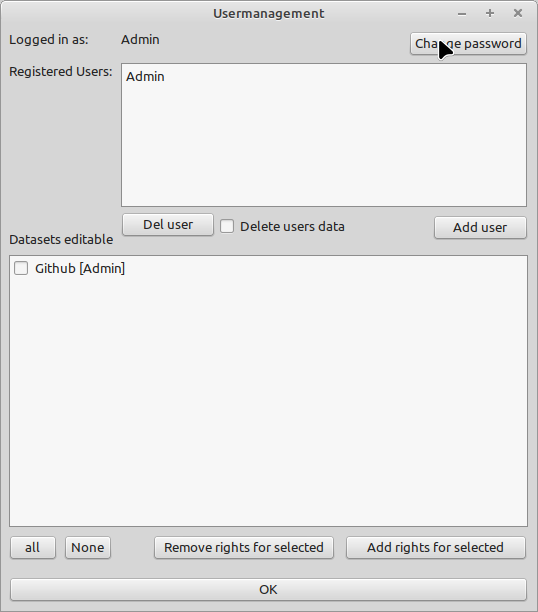 Usermanagement
Logged in as: Admin
Change password
Registered Users:
Admin
Del user
Delete users data
Add user
Datasets editable
Github [Admin]
all
None
Remove rights for selected
Add rights for selected
OK